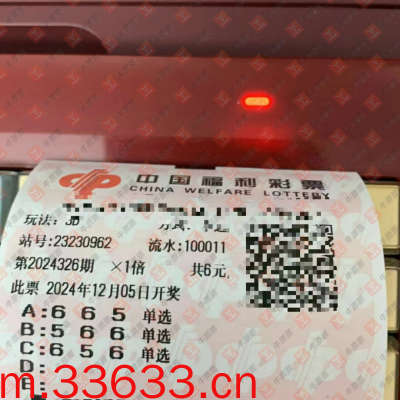 中国福利彩票
CHINA WELFARE LOTTERY
玩法: 3D
站号:23230962 流水:100011
第2024326期 ×1倍 共6元
此票 2024年12月05日开奖
A:6 6 5 单选
B:5 6 6 单选
C:6 5 6 单选
D:
E:
m.33633.cn